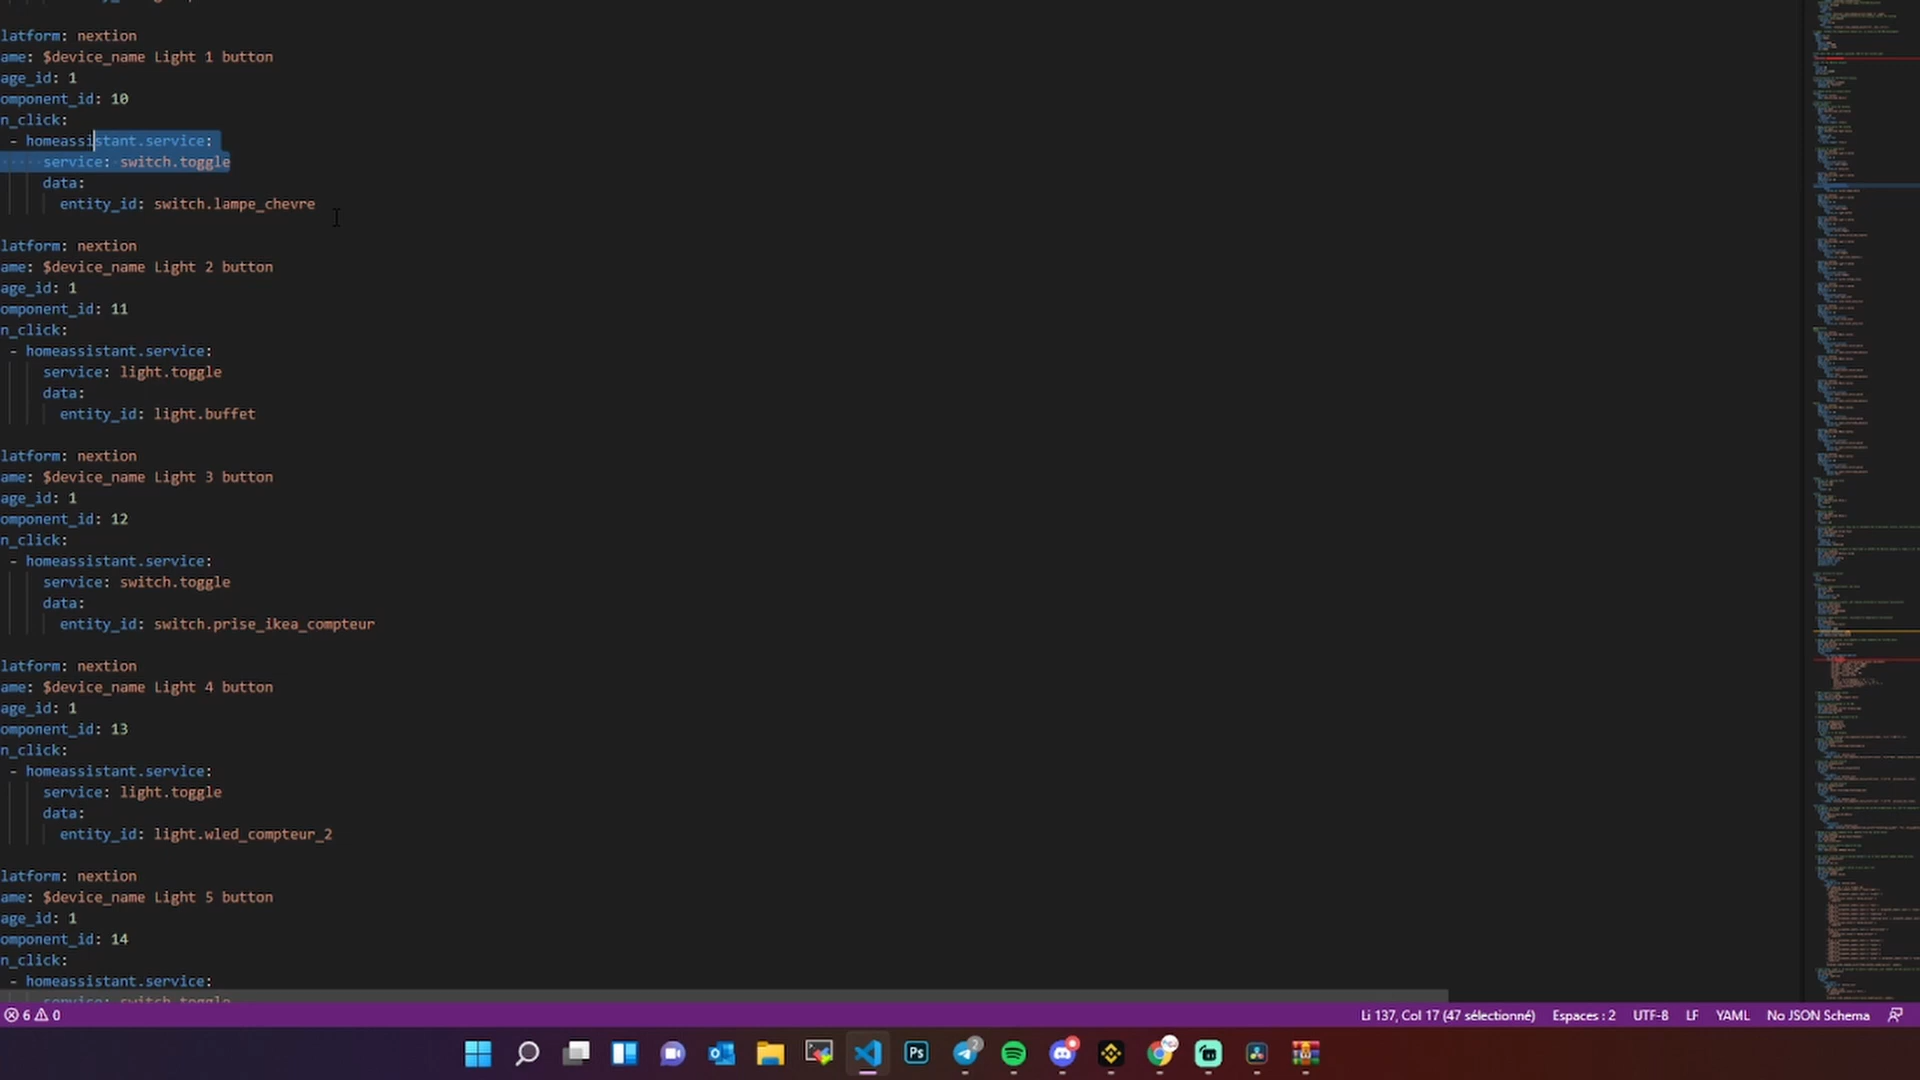 latform: nextion
ame: $device_name Light 1 button
age_id: 1
omponent_id: 10
n_click:
- homeassistant.service:
service: switch.toggle
data:
entity_id: switch.lampe_chevre
latform: nextion
ame: $device_name Light 2 button
age_id: 1
omponent_id: 11
n_click:
- homeassistant.service:
service: light.toggle
data:
entity_id: light.buffet
latform: nextion
ame: $device_name Light 3 button
age_id: 1
omponent_id: 12
n_click:
- homeassistant.service:
service: switch.toggle
data:
entity_id: switch.prise_ikea_compteur
latform: nextion
ame: $device_name Light 4 button
age_id: 1
omponent_id: 13
n_click:
- homeassistant.service:
service: light.toggle
data:
entity_id: light.wled_compteur_2
latform: nextion
ame: $device_name Light 5 button
age_id: 1
omponent_id: 14
n_click:
- homeassistant.service:
service: switch.toggle
6 0 Li 137, Col 17 (47 sélectionné) Espaces : 2 UTF-8 LF YAML No JSON Schema
Ps 2